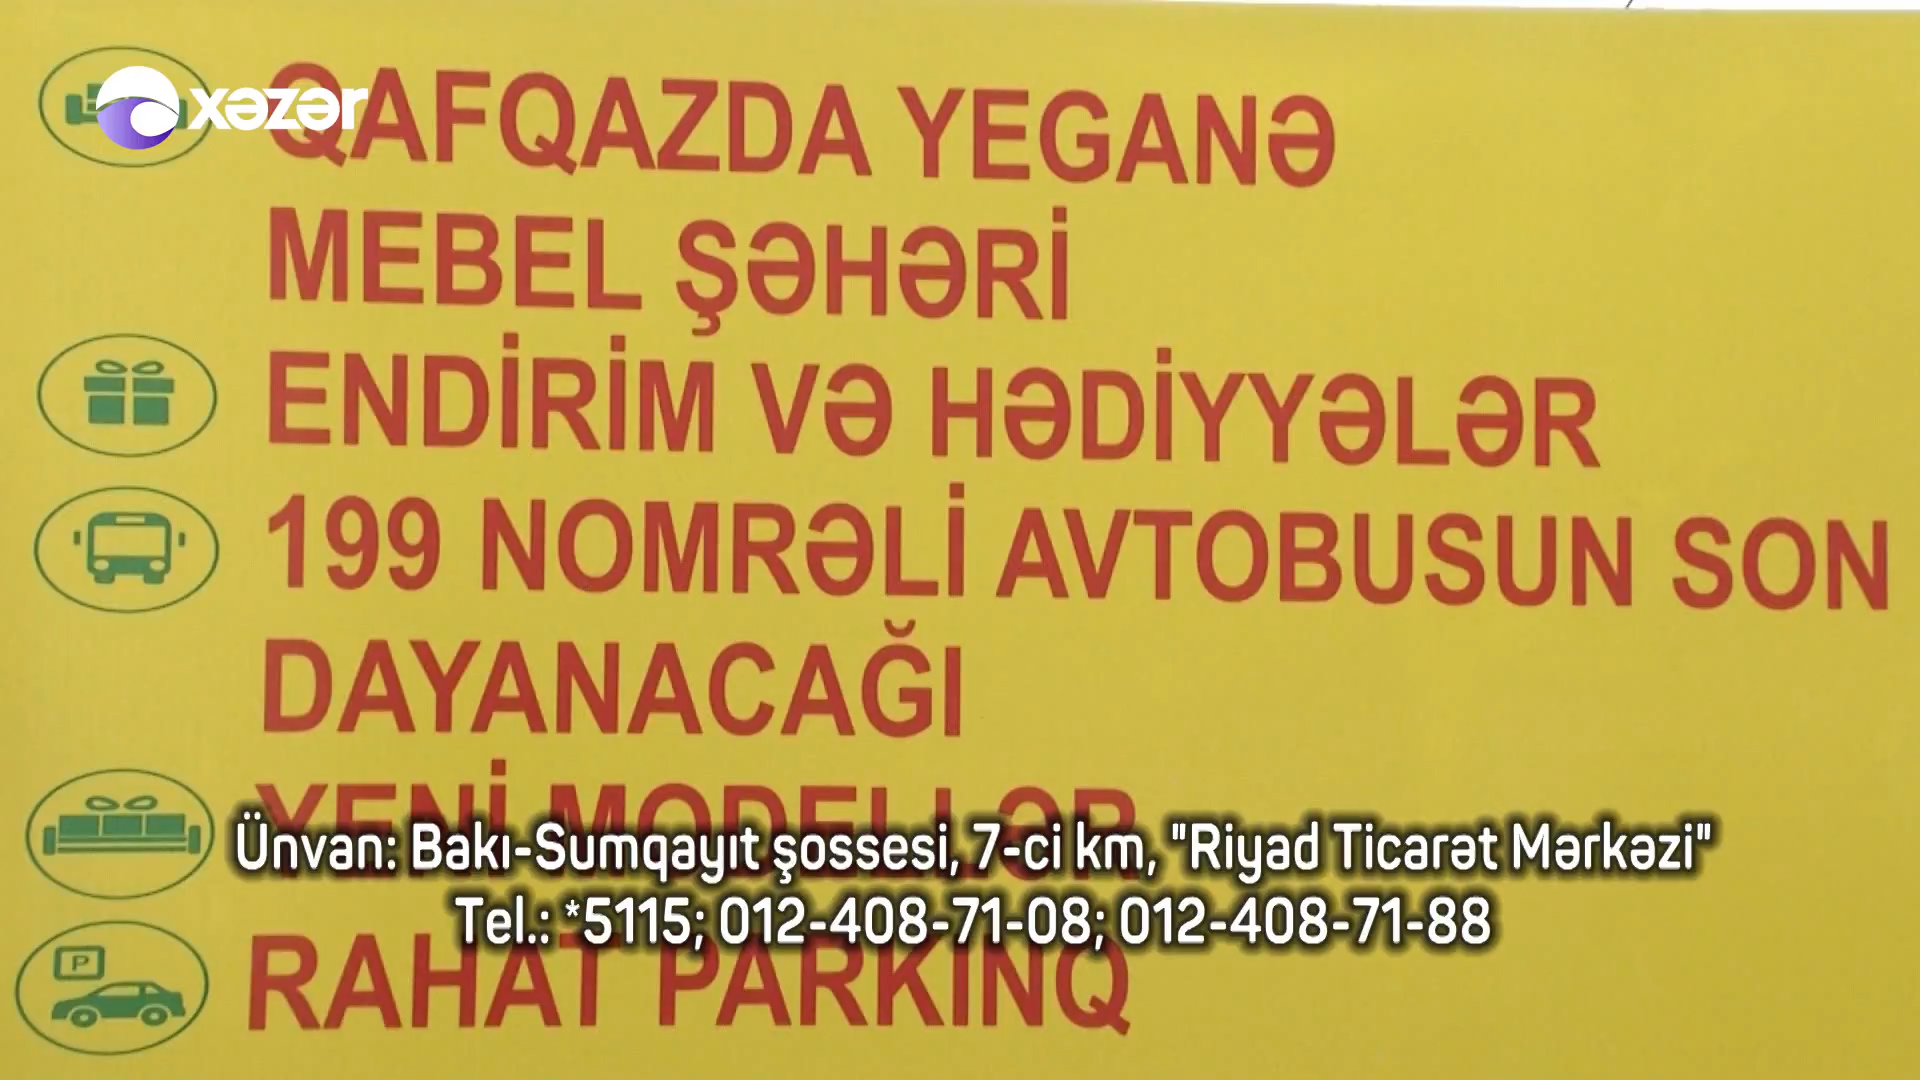 xəzər
QAFQAZDA YEGANƏ
MEBEL ŞƏHƏRİ
ENDİRİM VƏ HƏDİYYƏLƏR
199 NOMRƏLİ AVTOBUSUN SON
DAYANACAĞI
YENİ MODELLƏR
Ünvan: Bakı-Sumqayıt şossesi, 7-ci km, "Riyad Ticarət Mərkəzi"
Tel.: *5115; 012-408-71-08; 012-408-71-88
P
RAHAT PARKİNQ